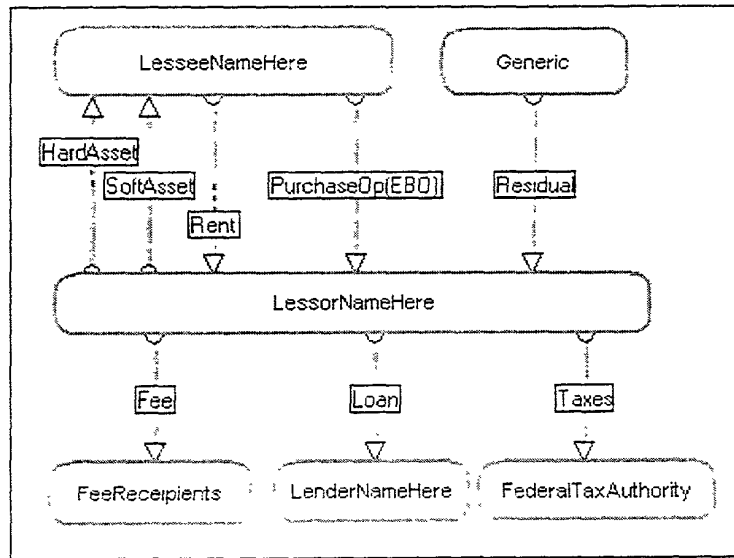 LesseeNameHere
Generic
HardAsset
SoftAsset
PurchaseOp(EBO)
Residual
Rent
LessorNameHere
Fee
Loan
Taxes
FeeReceipients
LenderNameHere
FederalTaxAuthority